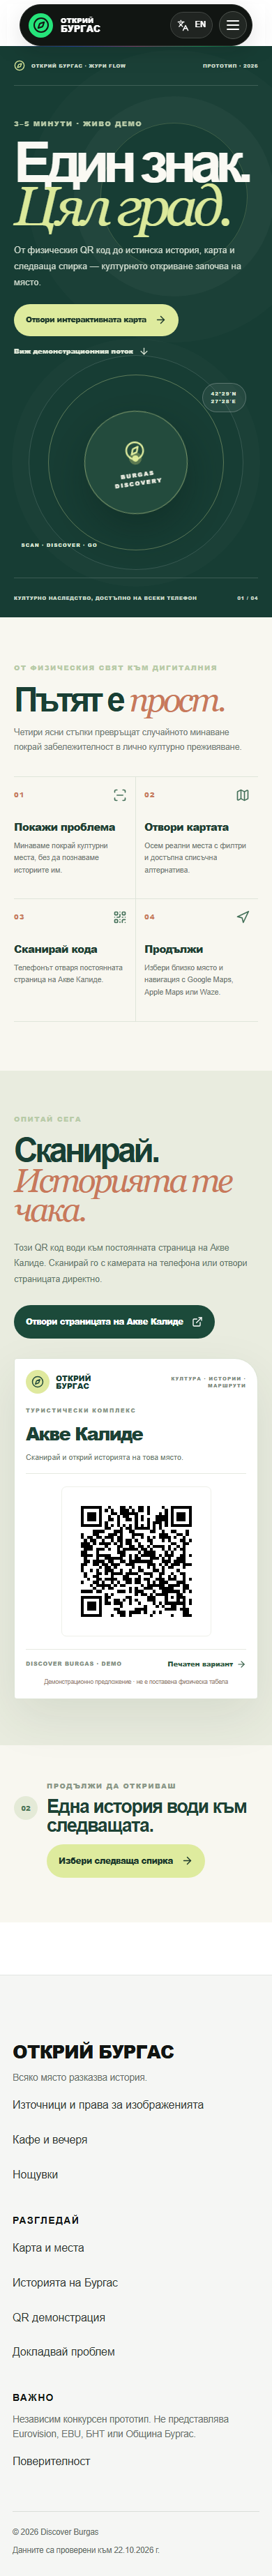 ОТКРИЙ
БУРГАС
EN
ОТКРИЙ БУРГАС · ЖУРИ FLOW
ПРОТОТИП · 2026
3–5 МИНУТИ · ЖИВО ДЕМО
Един знак.
Цял град.
От физическия QR код до истинска история, карта и
следваща спирка — културното откриване започва на
място.
Отвори интерактивната карта
Виж демонстрационния поток
42°29′N
27°28′E
BURGAS
DISCOVERY
SCAN · DISCOVER · GO
КУЛТУРНО НАСЛЕДСТВО, ДОСТЪПНО НА ВСЕКИ ТЕЛЕФОН
01 / 04
ОТ ФИЗИЧЕСКИЯ СВЯТ КЪМ ДИГИТАЛНИЯ
Пътят е прост.
Четири ясни стъпки превръщат случайното минаване
покрай забележителност в лично културно преживяване.
01
Покажи проблема
Минаваме покрай културни
места, без да познаваме
историите им.
02
Отвори картата
Осем реални места с филтри
и достъпна списъчна
алтернатива.
03
Сканирай кода
Телефонът отваря постоянната
страница на Акве Калиде.
04
Продължи
Избери близко място и
навигация с Google Maps,
Apple Maps или Waze.
ОПИТАЙ СЕГА
Сканирай.
Историята те
чака.
Този QR код води към постоянната страница на Акве
Калиде. Сканирай го с камерата на телефона или отвори
страницата директно.
Отвори страницата на Акве Калиде
ОТКРИЙ
БУРГАС
КУЛТУРА · ИСТОРИИ ·
МАРШРУТИ
ТУРИСТИЧЕСКИ КОМПЛЕКС
Акве Калиде
Сканирай и открий историята на това място.
DISCOVER BURGAS · DEMO
Печатен вариант
Демонстрационно предложение · не е поставена физическа табела
02
ПРОДЪЛЖИ ДА ОТКРИВАШ
Една история води към
следващата.
Избери следваща спирка
ОТКРИЙ БУРГАС
Всяко място разказва история.
Източници и права за изображенията
Кафе и вечеря
Нощувки
РАЗГЛЕДАЙ
Карта и места
Историята на Бургас
QR демонстрация
Докладвай проблем
ВАЖНО
Независим конкурсен прототип. Не представлява
Eurovision, EBU, БНТ или Община Бургас.
Поверителност
© 2026 Discover Burgas
Данните са проверени към 22.10.2026 г.